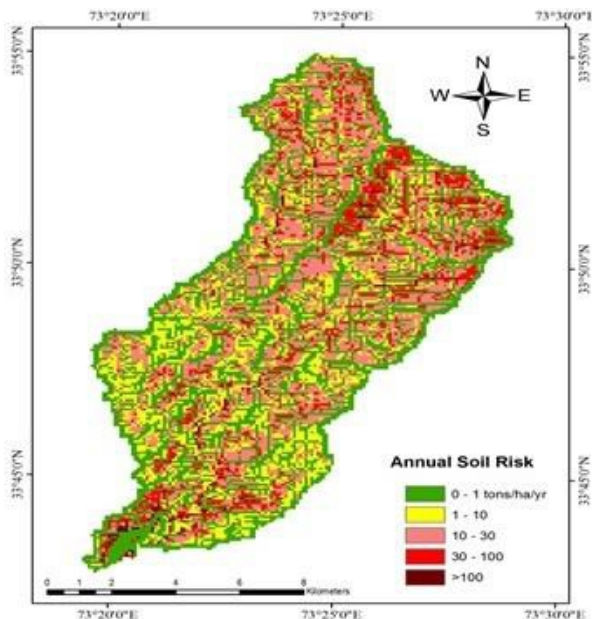 73°20'0"E 73°25'0"E 73°30'0"E
33°55'0"N 33°55'0"N
N
W E
S
33°50'0"N 33°50'0"N
Annual Soil Risk
33°45'0"N 33°45'0"N
0 - 1 tons/ha/yr
1 - 10
10 - 30
30 - 100
>100
0 1 2 4 6 8
Kilometers
73°20'0"E 73°25'0"E 73°30'0"E